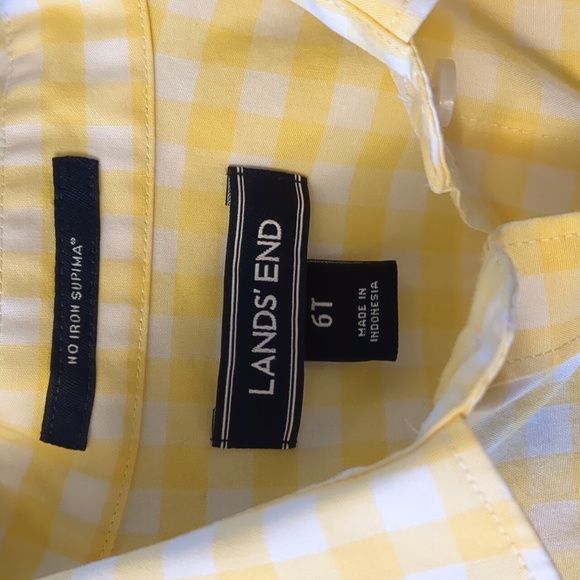 NO IRON SUPIMA®
LANDS' END
6T
MADE IN
INDONESIA